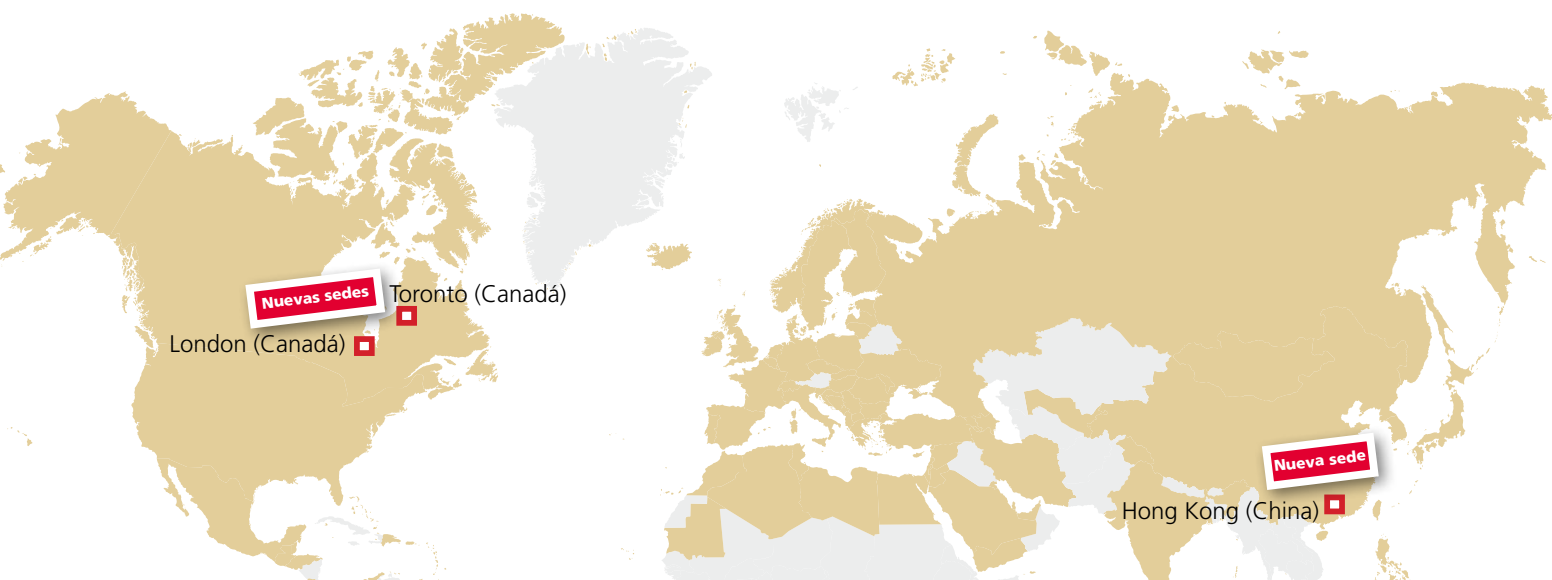 Nuevas sedes
Toronto (Canadá)
London (Canadá)
Nueva sede
Hong Kong (China)